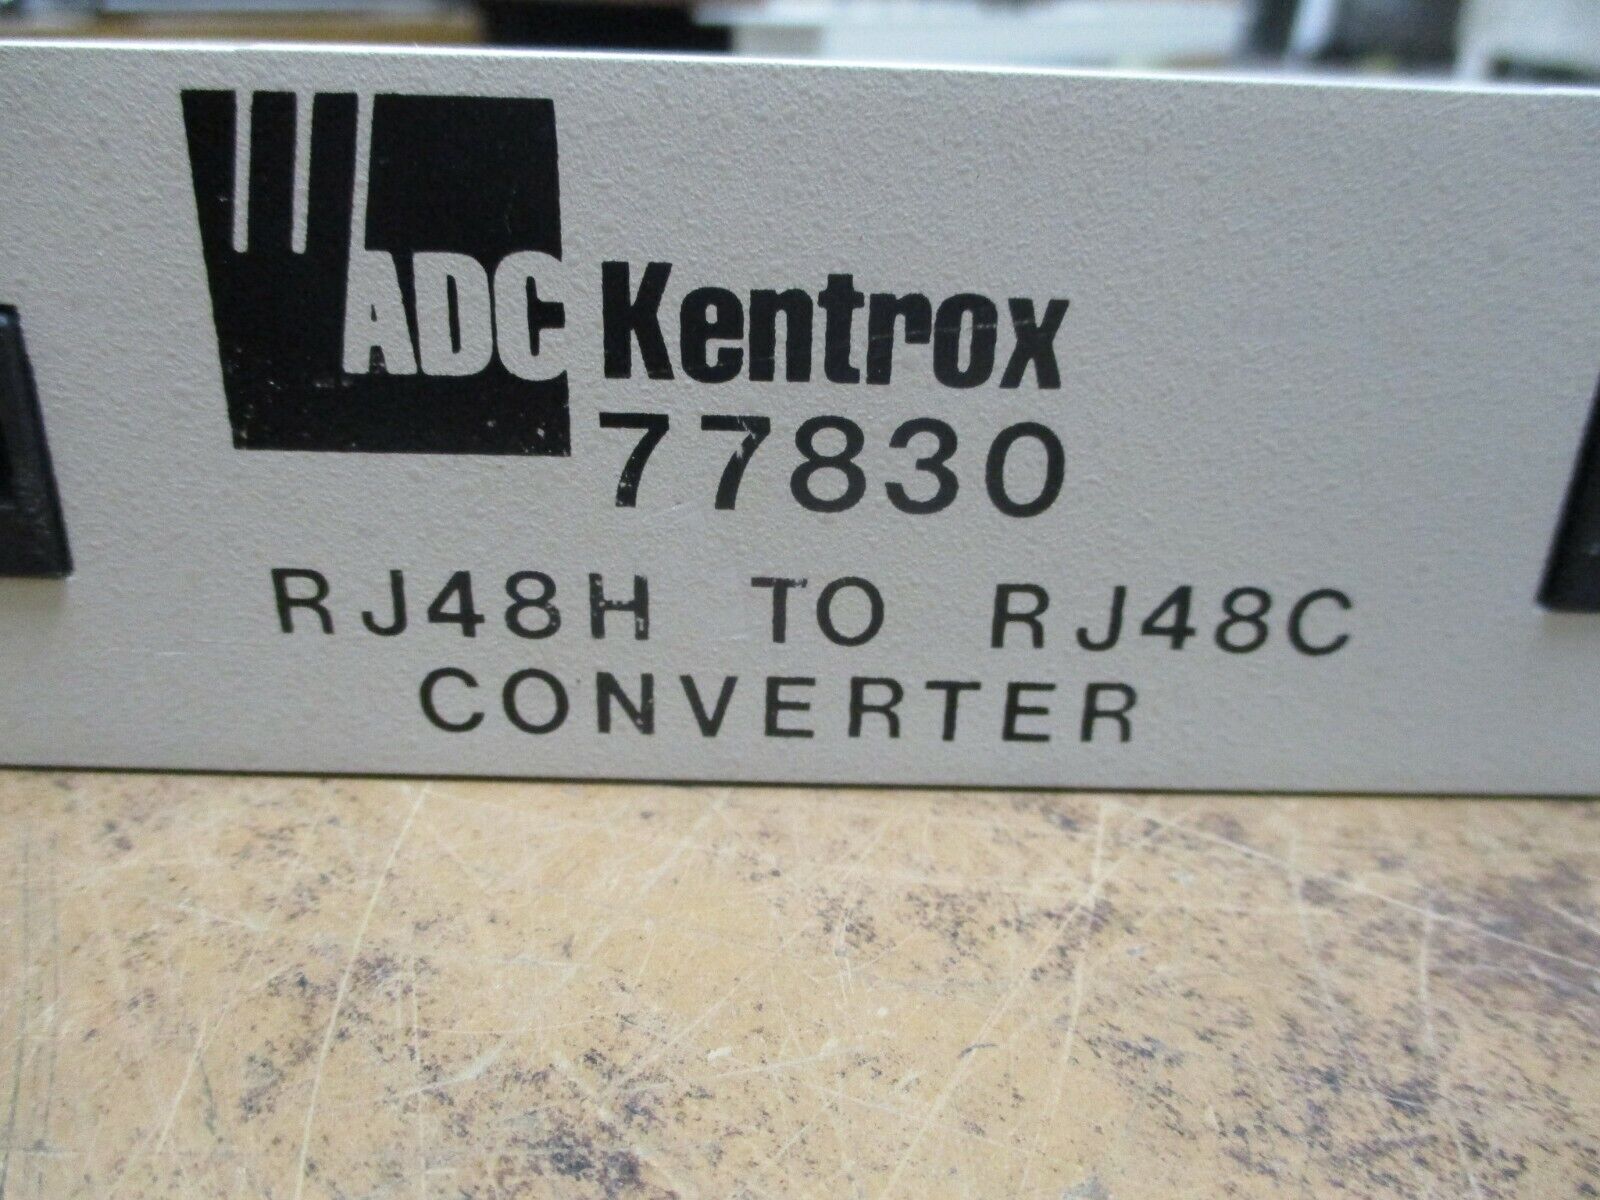 ADC Kentrox
77830
RJ48H TO RJ48C
CONVERTER